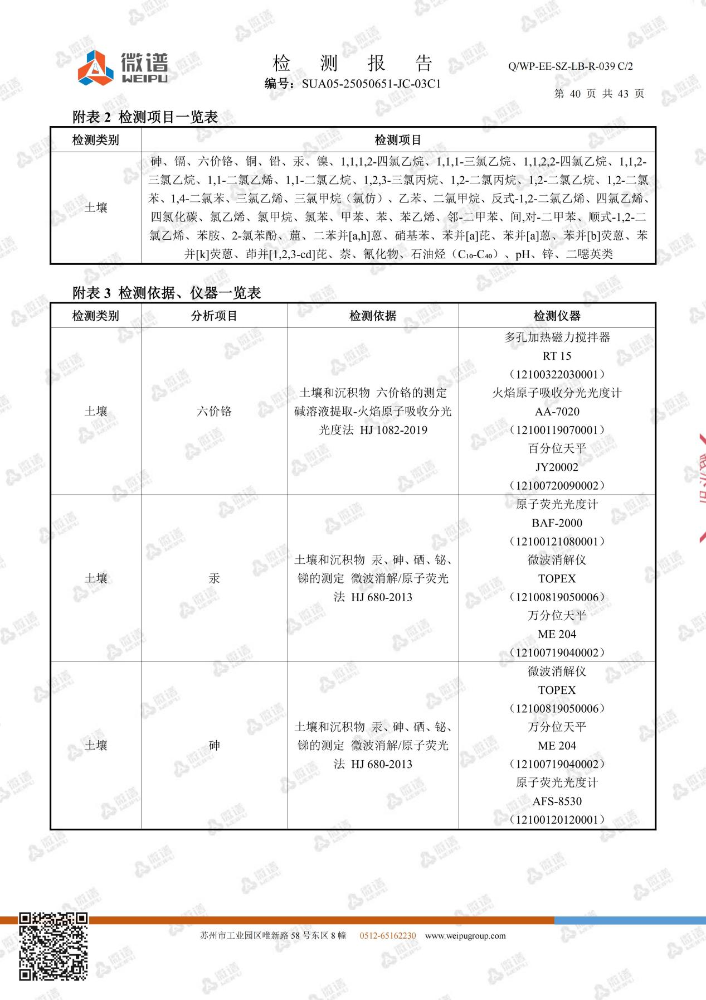 微谱
WEIPU
检 测 报 告
编号：SUA05-25050651-JC-03C1
Q/WP-EE-SZ-LB-R-039 C/2
第 40 页 共 43 页
附表 2 检测项目一览表
检测类别 检测项目
砷、镉、六价铬、铜、铅、汞、镍、1,1,1,2-四氯乙烷、1,1,1-三氯乙烷、1,1,2,2-四氯乙烷、1,1,2-
三氯乙烷、1,1-二氯乙烯、1,1-二氯乙烷、1,2,3-三氯丙烷、1,2-二氯丙烷、1,2-二氯乙烷、1,2-二氯
苯、1,4-二氯苯、三氯乙烯、三氯甲烷（氯仿）、乙苯、二氯甲烷、反式-1,2-二氯乙烯、四氯乙烯、
土壤
四氯化碳、氯乙烯、氯甲烷、氯苯、甲苯、苯、苯乙烯、邻-二甲苯、间,对-二甲苯、顺式-1,2-二
氯乙烯、苯胺、2-氯苯酚、䓛、二苯并[a,h]蒽、硝基苯、苯并[a]芘、苯并[a]蒽、苯并[b]荧蒽、苯
并[k]荧蒽、茚并[1,2,3-cd]芘、萘、氰化物、石油烃（C₁₀-C₄₀）、pH、锌、二噁英类
附表 3 检测依据、仪器一览表
检测类别 分析项目 检测依据 检测仪器
土壤
六价铬
土壤和沉积物 六价铬的测定
碱溶液提取-火焰原子吸收分光
光度法 HJ 1082-2019
多孔加热磁力搅拌器
RT 15
（12100322030001）
火焰原子吸收分光光度计
AA-7020
（12100119070001）
百分位天平
JY20002
（12100720090002）
土壤
汞
土壤和沉积物 汞、砷、硒、铋、
锑的测定 微波消解/原子荧光
法 HJ 680-2013
原子荧光光度计
BAF-2000
（12100121080001）
微波消解仪
TOPEX
（12100819050006）
万分位天平
ME 204
（12100719040002）
土壤
砷
土壤和沉积物 汞、砷、硒、铋、
锑的测定 微波消解/原子荧光
法 HJ 680-2013
微波消解仪
TOPEX
（12100819050006）
万分位天平
ME 204
（12100719040002）
原子荧光光度计
AFS-8530
（12100120120001）
苏州市工业园区唯新路 58 号东区 8 幢 0512-65162230 www.weipugroup.com